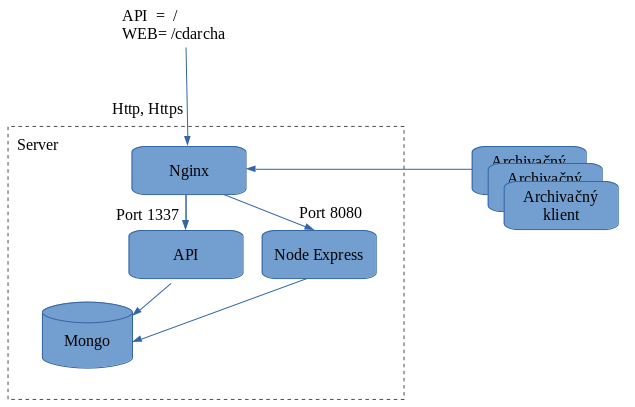 API = /
WEB= /cdarcha
Http, Https
Server
Nginx
Archivačný
Archivačný
Archivačný
klient
Port 1337
Port 8080
API
Node Express
Mongo